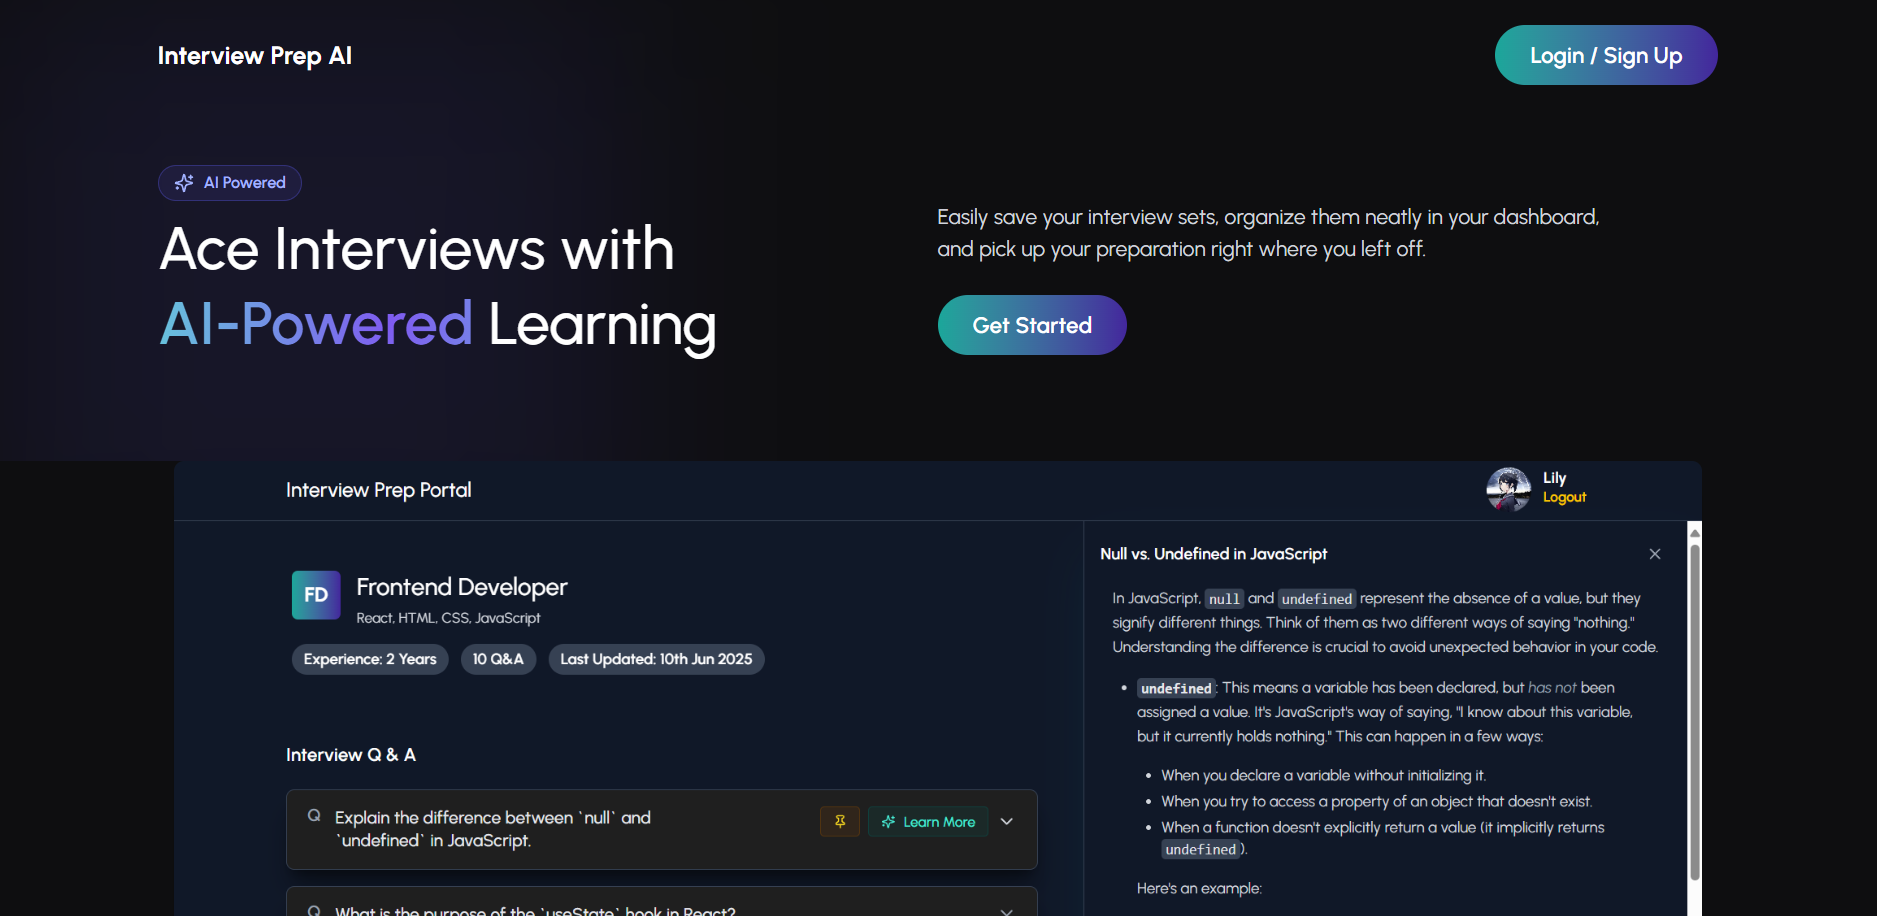 Interview Prep AI
Login / Sign Up
AI Powered
Ace Interviews with
AI-Powered Learning
Easily save your interview sets, organize them neatly in your dashboard,
and pick up your preparation right where you left off.
Get Started
Interview Prep Portal
Lily
Logout
FD
Frontend Developer
React, HTML, CSS, JavaScript
Experience: 2 Years
10 Q&A
Last Updated: 10th Jun 2025
Interview Q & A
Q
Explain the difference between `null` and
`undefined` in JavaScript.
Learn More
Q
What is the purpose of the `useState` hook in React?
Null vs. Undefined in JavaScript
In JavaScript, null and undefined represent the absence of a value, but they
signify different things. Think of them as two different ways of saying "nothing."
Understanding the difference is crucial to avoid unexpected behavior in your code.
• undefined: This means a variable has been declared, but has not been
assigned a value. It's JavaScript's way of saying, "I know about this variable,
but it currently holds nothing." This can happen in a few ways:
• When you declare a variable without initializing it.
• When you try to access a property of an object that doesn't exist.
• When a function doesn't explicitly return a value (it implicitly returns
undefined).
Here's an example: